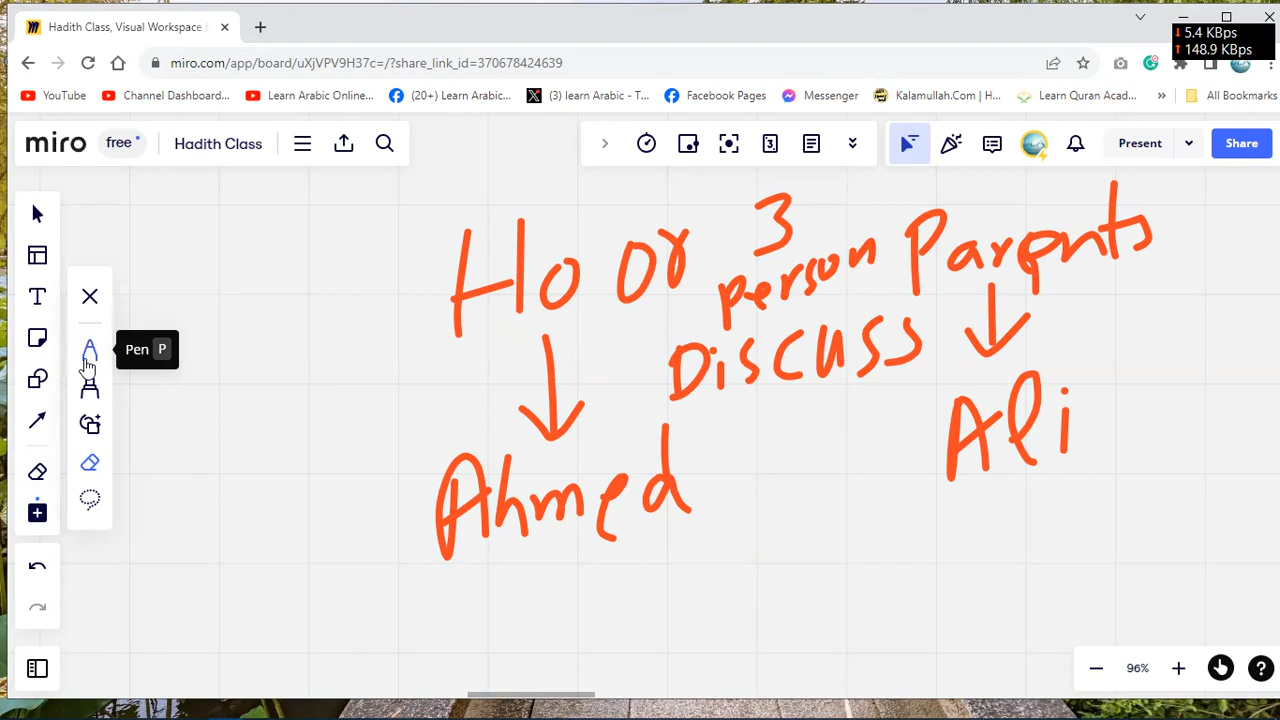 Hadith Class, Visual Workspace f
5.4 KBps
148.9 KBps
miro.com/app/board/uXjVPV9H37c=/?share_link_id=370678424639
YouTube Channel Dashboard... Learn Arabic Online... (20+) Learn Arabic... (3) learn Arabic - T... Facebook Pages Messenger Kalamullah.Com | H... Learn Quran Acad... » All Bookmarks
miro free Hadith Class Present Share
3
Ho Or person Parents
Discuss
Pen P
Ali
Ahmed
96%